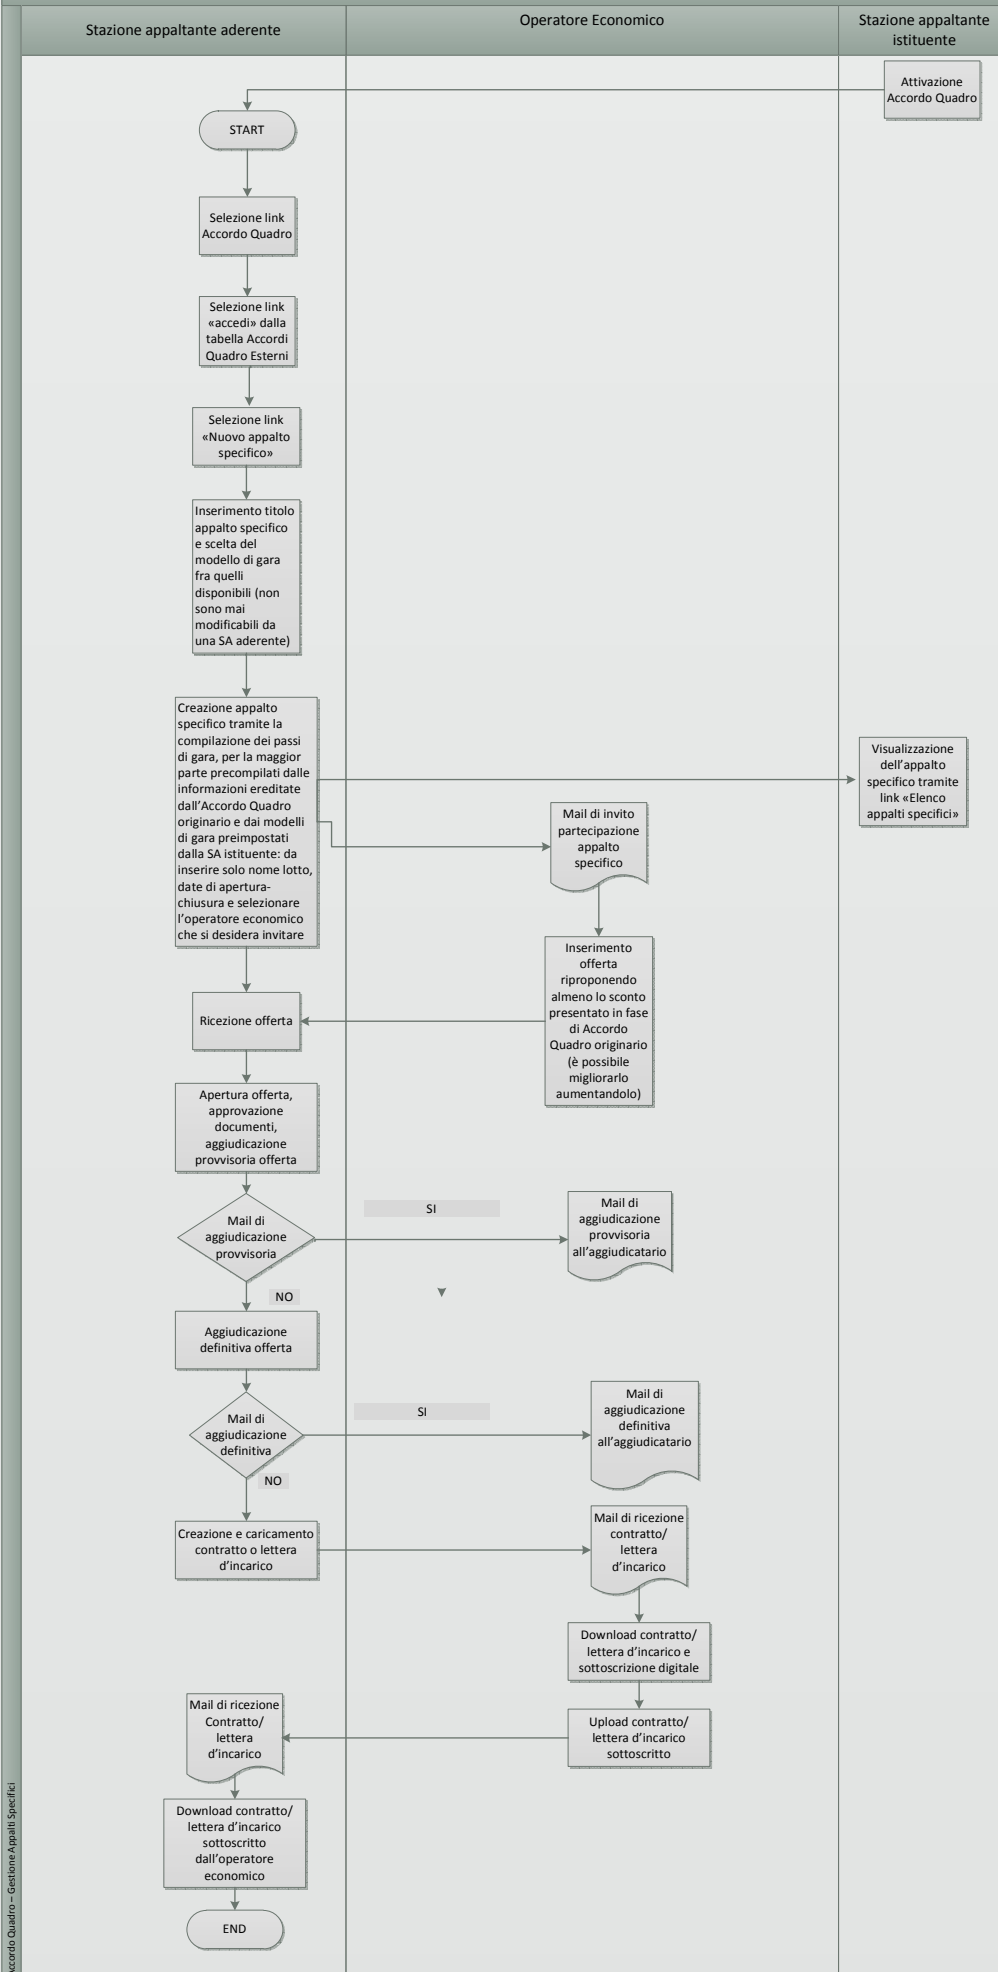 Stazione appaltante aderente
Operatore Economico
Stazione appaltante
istituente
Attivazione
Accordo Quadro
START
Selezione link
Accordo Quadro
Selezione link
«accedi» dalla
tabella Accordi
Quadro Esterni
Selezione link
«Nuovo appalto
specifico»
Inserimento titolo
appalto specifico
e scelta del
modello di gara
fra quelli
disponibili (non
sono mai
modificabili da
una SA aderente)
Creazione appalto
specifico tramite la
compilazione dei passi
di gara, per la maggior
parte precompilati dalle
informazioni ereditate
dall'Accordo Quadro
originario e dai modelli
di gara preimpostati
dalla SA istituente: da
inserire solo nome lotto,
date di apertura-
chiusura e selezionare
l'operatore economico
che si desidera invitare
Visualizzazione
dell'appalto
specifico tramite
link «Elenco
appalti specifici»
Mail di invito
partecipazione
appalto
specifico
Inserimento
offerta
riproponendo
almeno lo sconto
presentato in fase
di Accordo
Quadro originario
(è possibile
migliorarlo
aumentandolo)
Ricezione offerta
Apertura offerta,
approvazione
documenti,
aggiudicazione
provvisoria offerta
Mail di
aggiudicazione
provvisoria
SI
Mail di
aggiudicazione
provvisoria
all'aggiudicatario
NO
Aggiudicazione
definitiva offerta
Mail di
aggiudicazione
definitiva
SI
Mail di
aggiudicazione
definitiva
all'aggiudicatario
NO
Creazione e caricamento
contratto o lettera
d'incarico
Mail di ricezione
contratto/
lettera
d'incarico
Download contratto/
lettera d'incarico e
sottoscrizione digitale
Upload contratto/
lettera d'incarico
sottoscritto
Mail di ricezione
Contratto/
lettera
d'incarico
Download contratto/
lettera d'incarico
sottoscritto
dall'operatore
economico
END
ccordo Quadro – Gestione Appalti Specifici